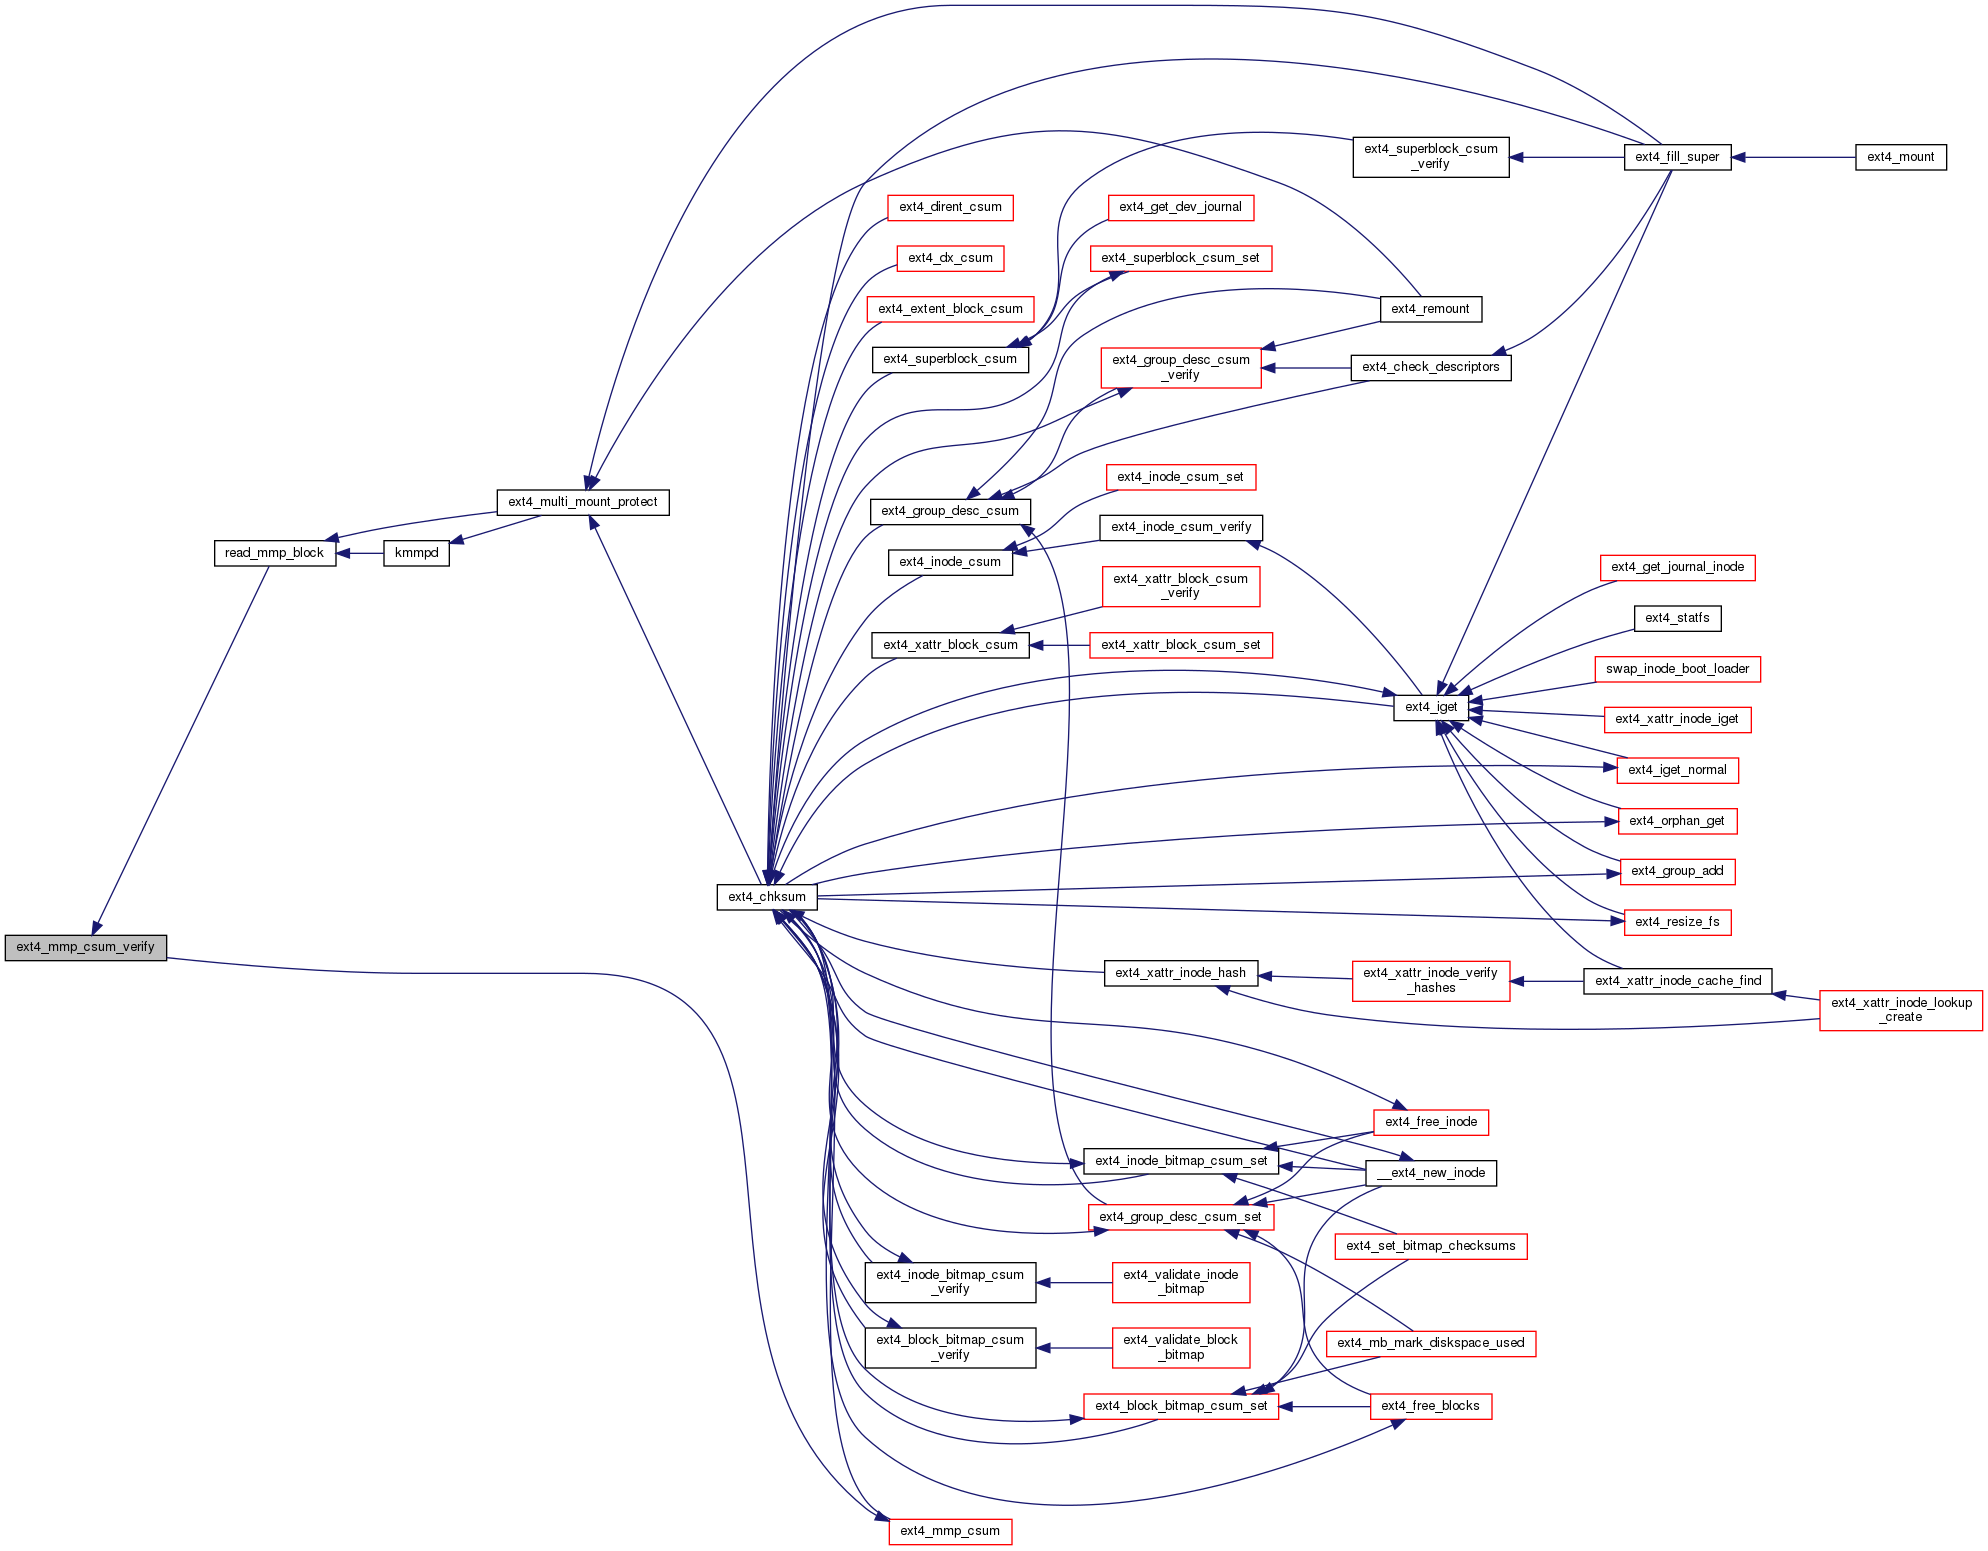 ext4_superblock_csum
_verify
ext4_fill_super
ext4_mount
ext4_dirent_csum
ext4_get_dev_journal
ext4_dx_csum
ext4_superblock_csum_set
ext4_extent_block_csum
ext4_remount
ext4_superblock_csum
ext4_group_desc_csum
_verify
ext4_check_descriptors
ext4_multi_mount_protect
ext4_inode_csum_set
ext4_group_desc_csum
ext4_inode_csum_verify
read_mmp_block
kmmpd
ext4_inode_csum
ext4_get_journal_inode
ext4_xattr_block_csum
_verify
ext4_statfs
ext4_xattr_block_csum
ext4_xattr_block_csum_set
swap_inode_boot_loader
ext4_iget
ext4_xattr_inode_iget
ext4_iget_normal
ext4_orphan_get
ext4_group_add
ext4_chksum
ext4_resize_fs
ext4_mmp_csum_verify
ext4_xattr_inode_hash
ext4_xattr_inode_verify
_hashes
ext4_xattr_inode_cache_find
ext4_xattr_inode_lookup
_create
ext4_free_inode
ext4_inode_bitmap_csum_set
__ext4_new_inode
ext4_group_desc_csum_set
ext4_set_bitmap_checksums
ext4_inode_bitmap_csum
_verify
ext4_validate_inode
_bitmap
ext4_block_bitmap_csum
_verify
ext4_validate_block
_bitmap
ext4_mb_mark_diskspace_used
ext4_block_bitmap_csum_set
ext4_free_blocks
ext4_mmp_csum